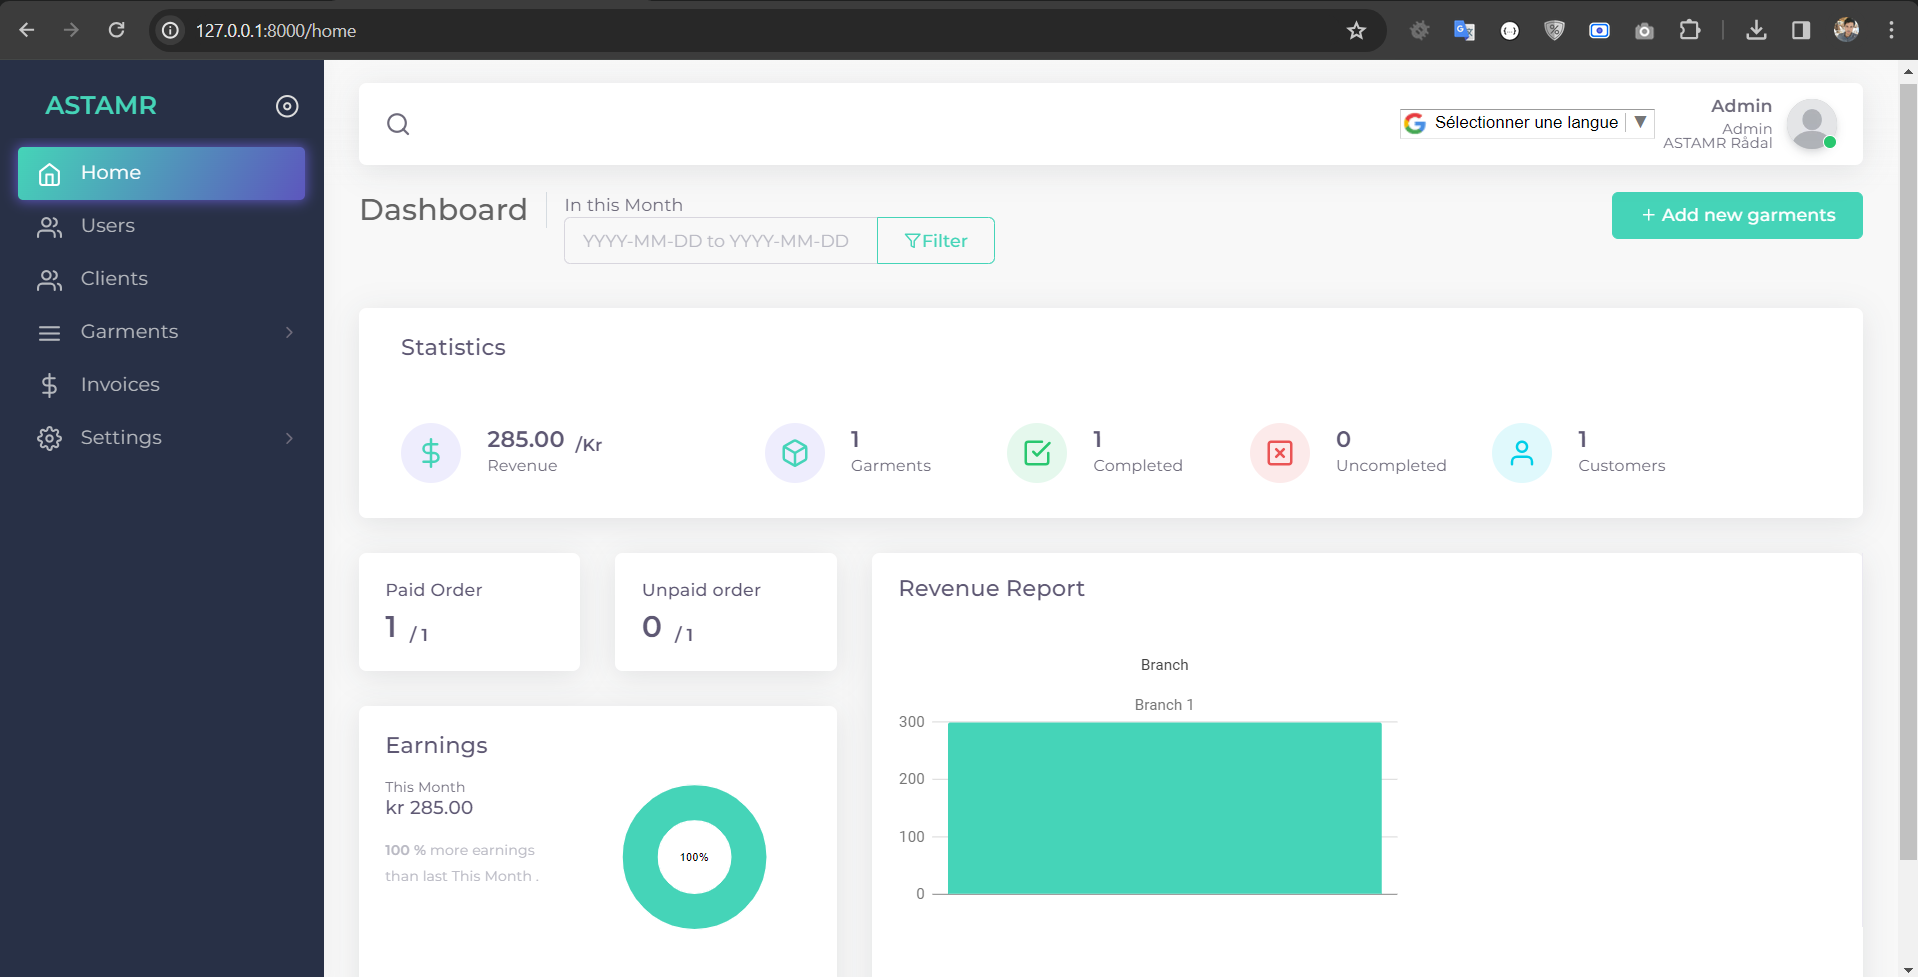 127.0.0.1:8000/home
ASTAMR
Home
Users
Clients
Garments
Invoices
Settings
Sélectionner une langue ▼
Admin
Admin
ASTAMR Rådal
Dashboard
In this Month
YYYY-MM-DD to YYYY-MM-DD
Filter
+ Add new garments
Statistics
285.00 /Kr
Revenue
1
Garments
1
Completed
0
Uncompleted
1
Customers
Paid Order
1 / 1
Unpaid order
0 / 1
Earnings
This Month
kr 285.00
100 % more earnings
than last This Month .
100%
Revenue Report
Branch
Branch 1
300
200
100
0